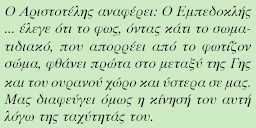 Ο Αριστοτέλης αναφέρει: Ο Εμπεδοκλής
... έλεγε ότι το φως, όντας κάτι το σωμα-
τιδιακό, που απορρέει από το φωτίζον
σώμα, φθάνει πρώτα στο μεταξύ της Γης
και του ουρανού χώρο και ύστερα σε μας.
Μας διαφεύγει όμως η κίνησή του αυτή
λόγω της ταχύτητάς του.